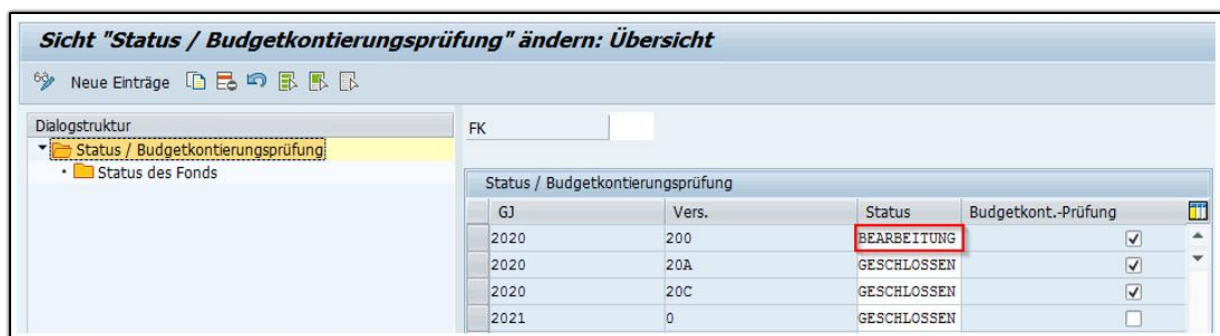 Sicht "Status / Budgetkontierungsprüfung" ändern: Übersicht
Neue Einträge
Dialogstruktur
Status / Budgetkontierungsprüfung
Status des Fonds
FK
Status / Budgetkontierungsprüfung
GJ Vers. Status Budgetkont.-Prüfung
2020 200 BEARBEITUNG
2020 20A GESCHLOSSEN
2020 20C GESCHLOSSEN
2021 0 GESCHLOSSEN